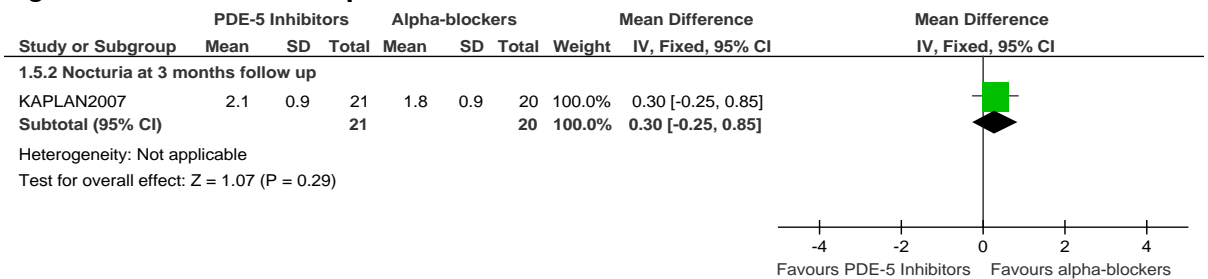 PDE-5 Inhibitors Alpha-blockers Mean Difference Mean Difference
Study or Subgroup Mean SD Total Mean SD Total Weight IV, Fixed, 95% CI IV, Fixed, 95% CI
1.5.2 Nocturia at 3 months follow up
KAPLAN2007 2.1 0.9 21 1.8 0.9 20 100.0% 0.30 [-0.25, 0.85]
Subtotal (95% CI) 21 20 100.0% 0.30 [-0.25, 0.85]
Heterogeneity: Not applicable
Test for overall effect: Z = 1.07 (P = 0.29)
-4 -2 0 2 4
Favours PDE-5 Inhibitors Favours alpha-blockers